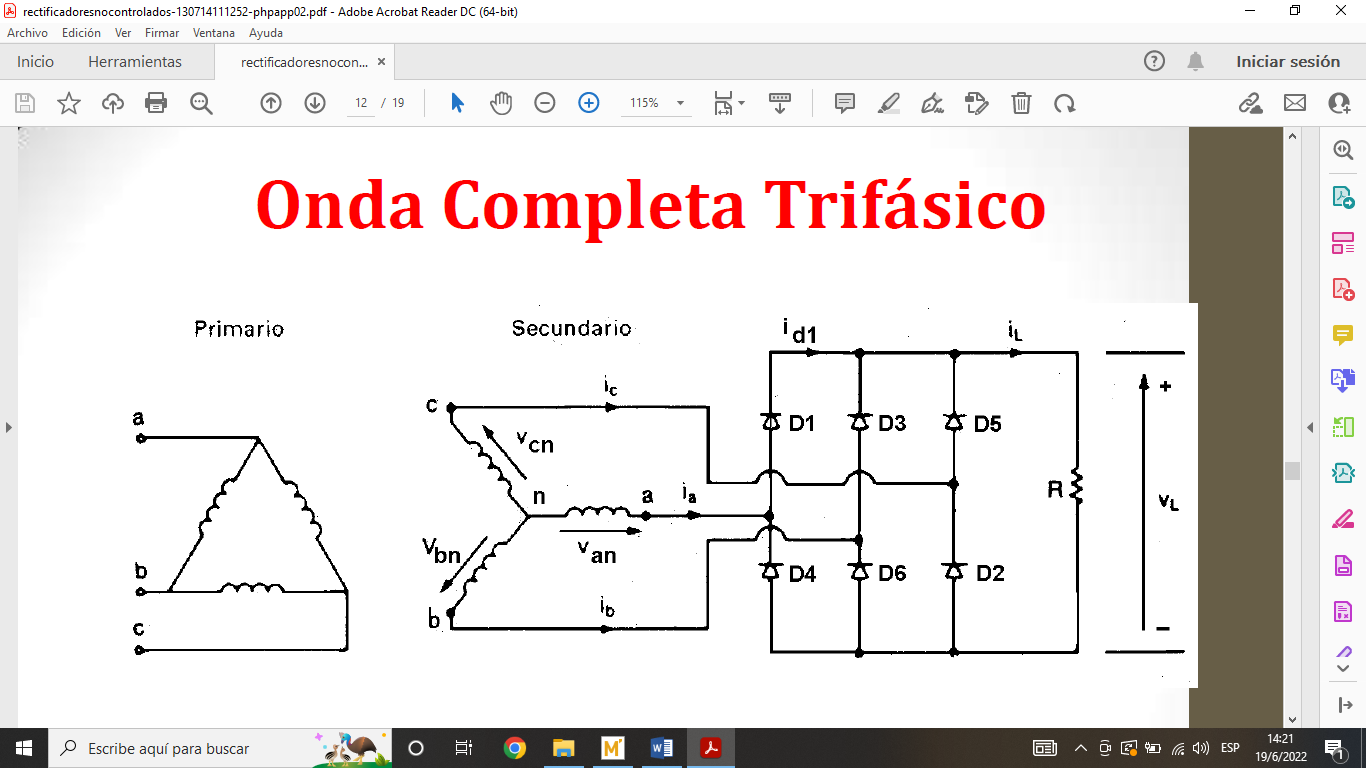 rectificadoresnocontrolados-130714111252-phpapp02.pdf - Adobe Acrobat Reader DC (64-bit)
Archivo Edición Ver Firmar Ventana Ayuda
Inicio Herramientas rectificadoresnocon... × Iniciar sesión
12 / 19 115%
Onda Completa Trifásico
Primario Secundario
i d1 i L
+
a c i c
D1 D3 D5
v cn
n a i a R v L
V bn v an
b D4 D6 D2
i b
c b
−
Escribe aquí para buscar
ESP
14:21
19/6/2022
1